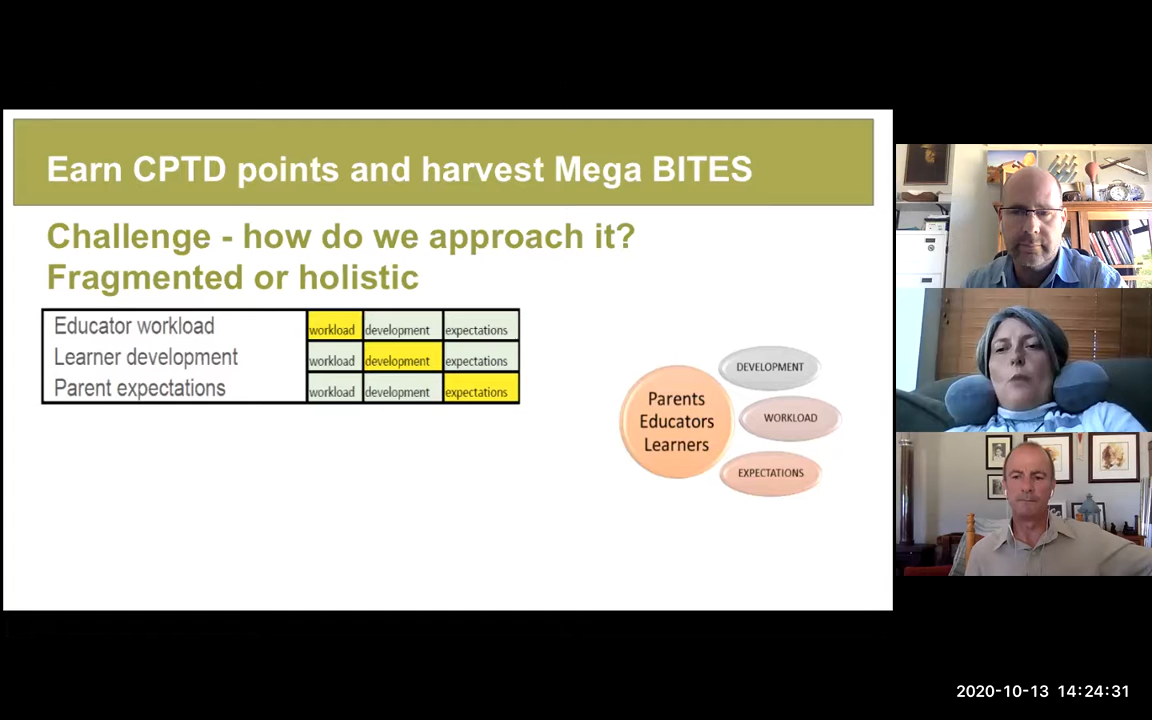 Earn CPTD points and harvest Mega BITES
Challenge - how do we approach it?
Fragmented or holistic
Educator workload workload development expectations
Learner development workload development expectations
Parent expectations workload development expectations
Parents
Educators
Learners
DEVELOPMENT
WORKLOAD
EXPECTATIONS
2020-10-13 14:24:31